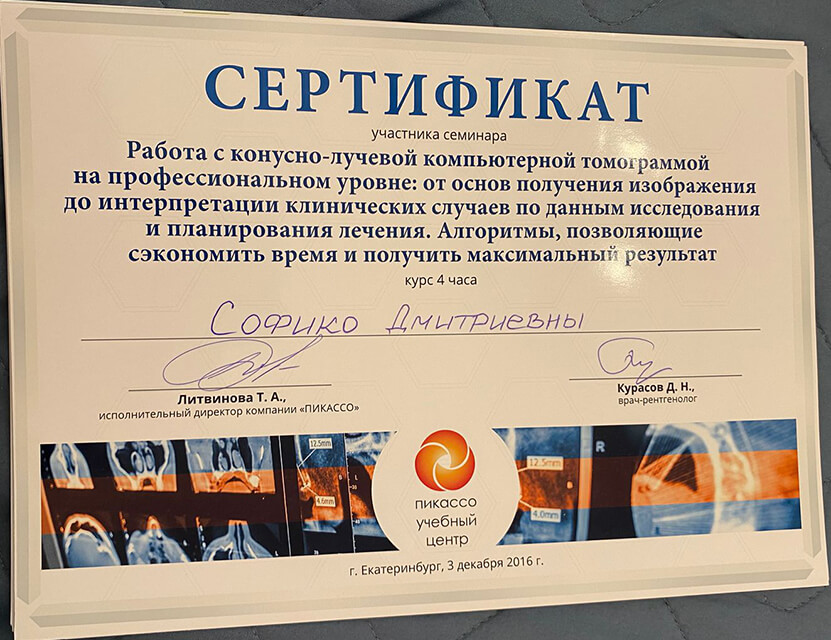 СЕРТИФИКАТ
участника семинара
Работа с конусно-лучевой компьютерной томограммой
на профессиональном уровне: от основ получения изображения
до интерпретации клинических случаев по данным исследования
и планирования лечения. Алгоритмы, позволяющие
сэкономить время и получить максимальный результат
курс 4 часа
Софико Дмитриевны
Литвинова Т. А.,
исполнительный директор компании «ПИКАССО»
Курасов Д. Н.,
врач-рентгенолог
12.5mm
4.6mm
L
R
12.5mm
4.0mm
пикассо
учебный
центр
г. Екатеринбург, 3 декабря 2016 г.